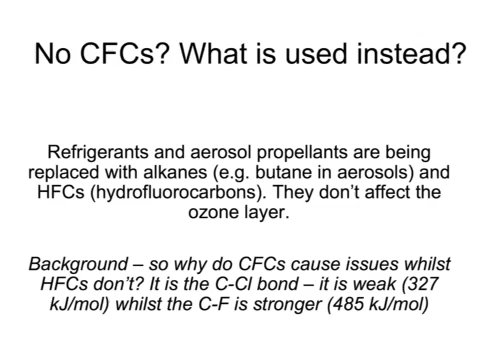 No CFCs? What is used instead?
Refrigerants and aerosol propellants are being
replaced with alkanes (e.g. butane in aerosols) and
HFCs (hydrofluorocarbons). They don’t affect the
ozone layer.
Background – so why do CFCs cause issues whilst
HFCs don’t? It is the C-Cl bond – it is weak (327
kJ/mol) whilst the C-F is stronger (485 kJ/mol)